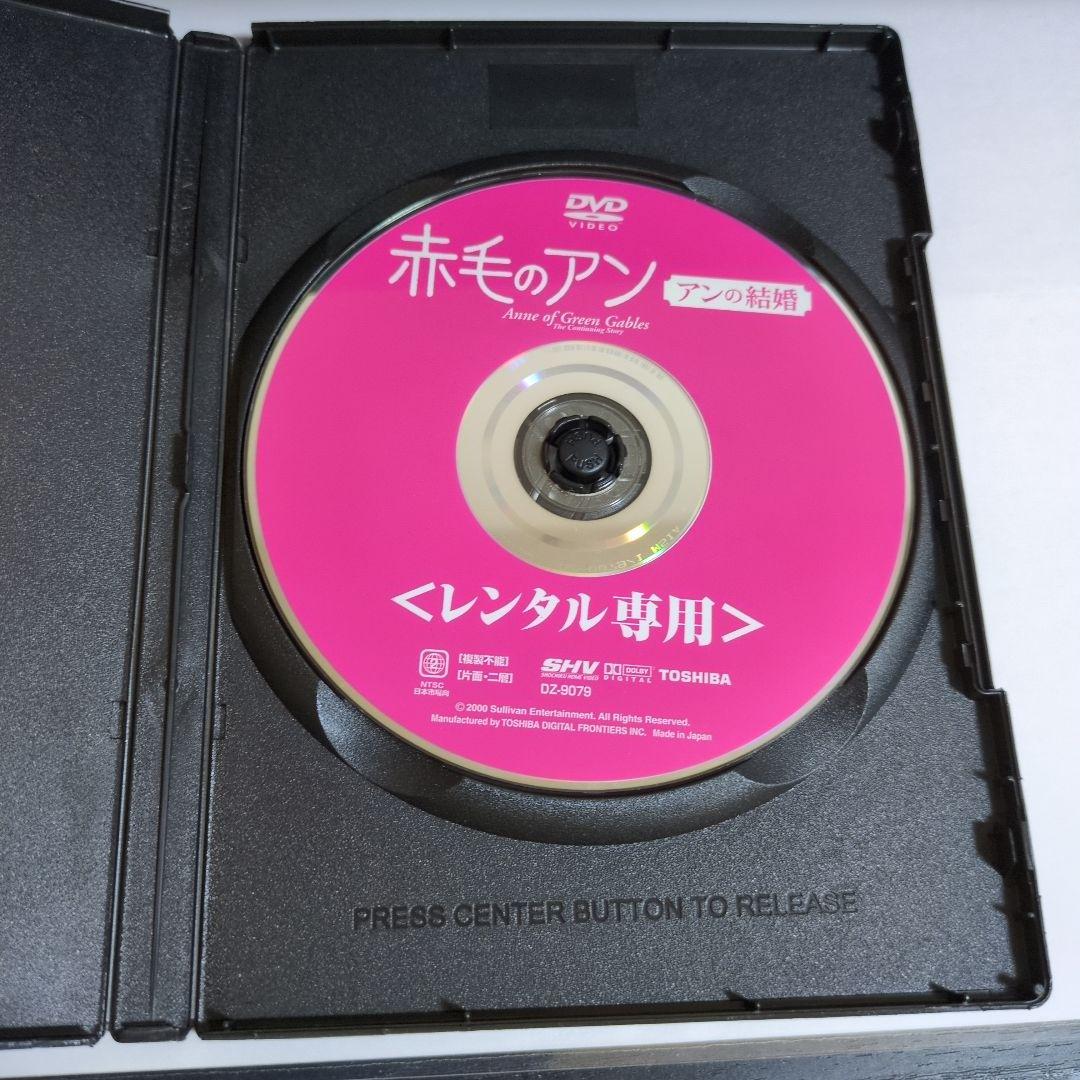 DVD
VIDEO
赤毛のアン
アンの結婚
Anne of Green Gables
The Continuing Story
PUSH
<レンタル専用>
2
NTSC
日本市場向
[複製不能]
[片面・二層]
SHV
SHOCHIKU HOME VIDEO
DZ-9079
DOLBY
DIGITAL
TOSHIBA
© 2000 Sullivan Entertainment. All Rights Reserved.
Manufactured by TOSHIBA DIGITAL FRONTIERS INC. Made in Japan
PRESS CENTER BUTTON TO RELEASE